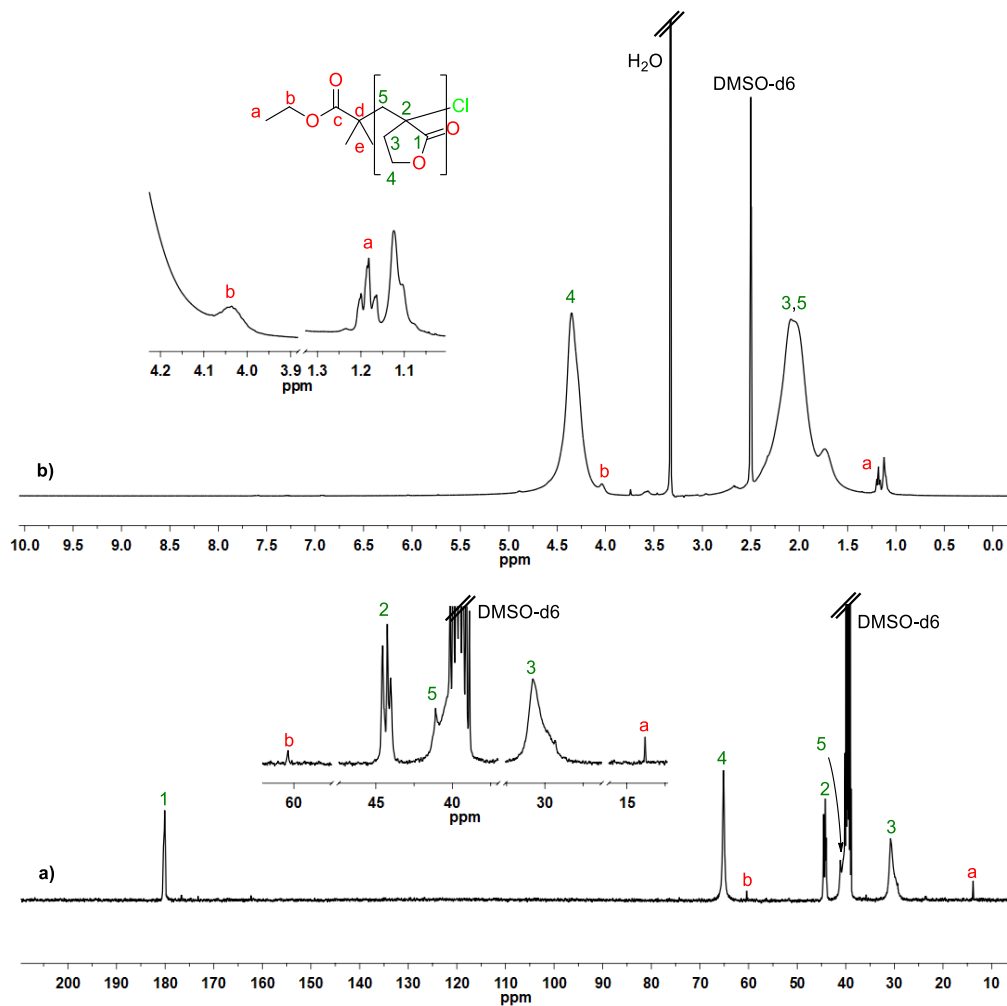 H2O
DMSO-d6
O
5
Cl
a
b
O
c
d
2
O
e
3
1
O
4
b
a
4.2 4.1 4.0 3.9 1.3 1.2 1.1
ppm
4
3,5
b
a
b)
10.0 9.5 9.0 8.5 8.0 7.5 7.0 6.5 6.0 5.5 5.0 4.5 4.0 3.5 3.0 2.5 2.0 1.5 1.0 0.5 0.0
ppm
2
DMSO-d6
DMSO-d6
5
3
b
a
60 45 40 30 15
ppm
1
4
5
2
3
b
a
a)
200 190 180 170 160 150 140 130 120 110 100 90 80 70 60 50 40 30 20 10
ppm